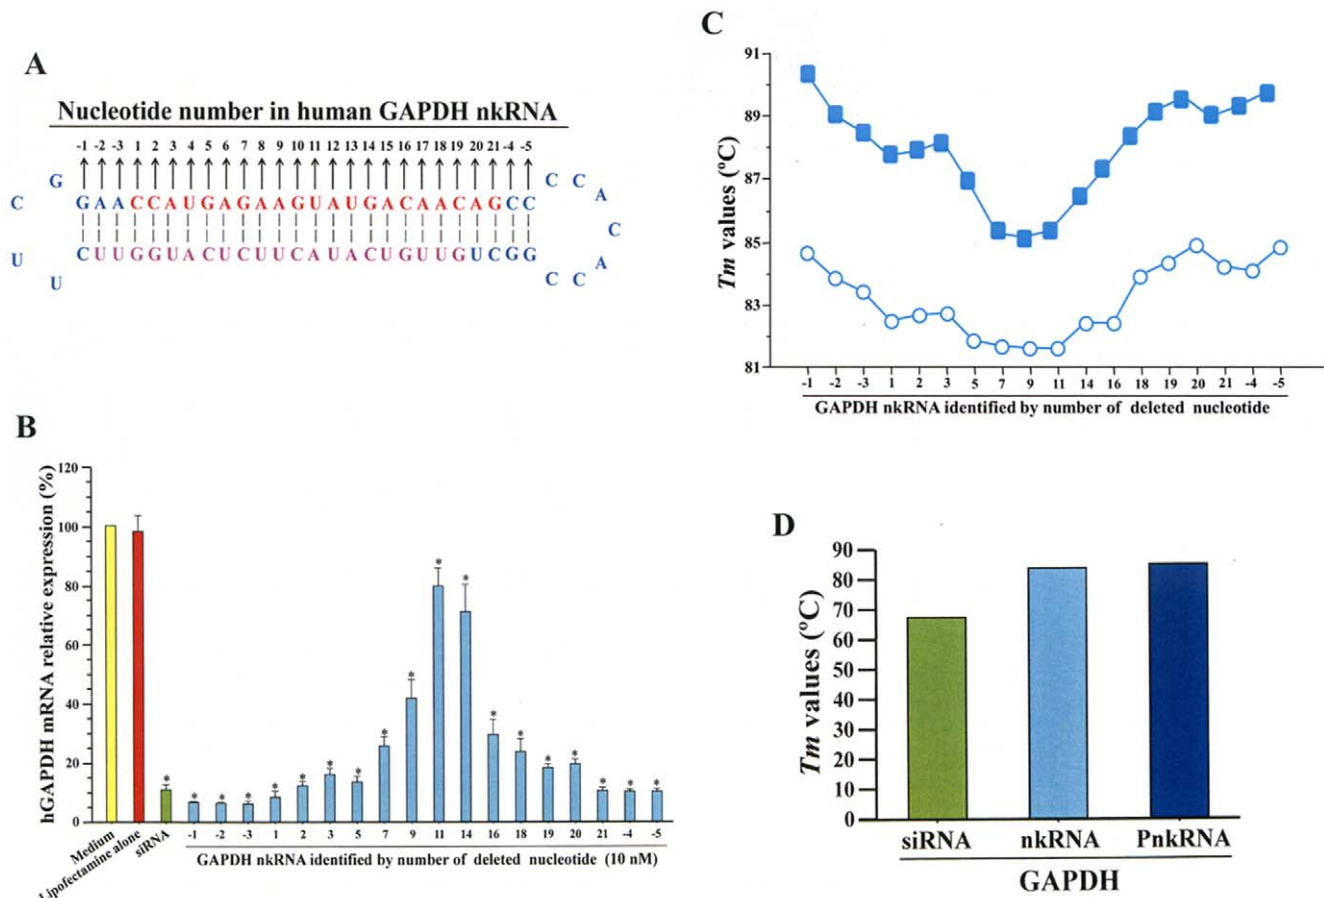 A
Nucleotide number in human GAPDH nkRNA
-1 -2 -3 1 2 3 4 5 6 7 8 9 10 11 12 13 14 15 16 17 18 19 20 21 -4 -5
G C C
C G A A C C A U G A G A A G U A U G A C A A C A G C C A
C
U C U U G G U A C U C U U C A U A C U G U U G U C G G A
U C C
B
hGAPDH mRNA relative expression (%)
120
100
80
60
40
20
0
Medium
Lipofectamine alone
siRNA
-1 -2 -3 1 2 3 5 7 9 11 14 16 18 19 20 21 -4 -5
* * * * * * * * * * * * * * * * * * *
GAPDH nkRNA identified by number of deleted nucleotide (10 nM)
C
Tm values (ºC)
91
89
87
85
83
81
-1 -2 -3 1 2 3 5 7 9 11 14 16 18 19 20 21 -4 -5
GAPDH nkRNA identified by number of deleted nucleotide
D
Tm values (ºC)
90
80
70
60
50
40
30
20
10
0
siRNA nkRNA PnkRNA
GAPDH